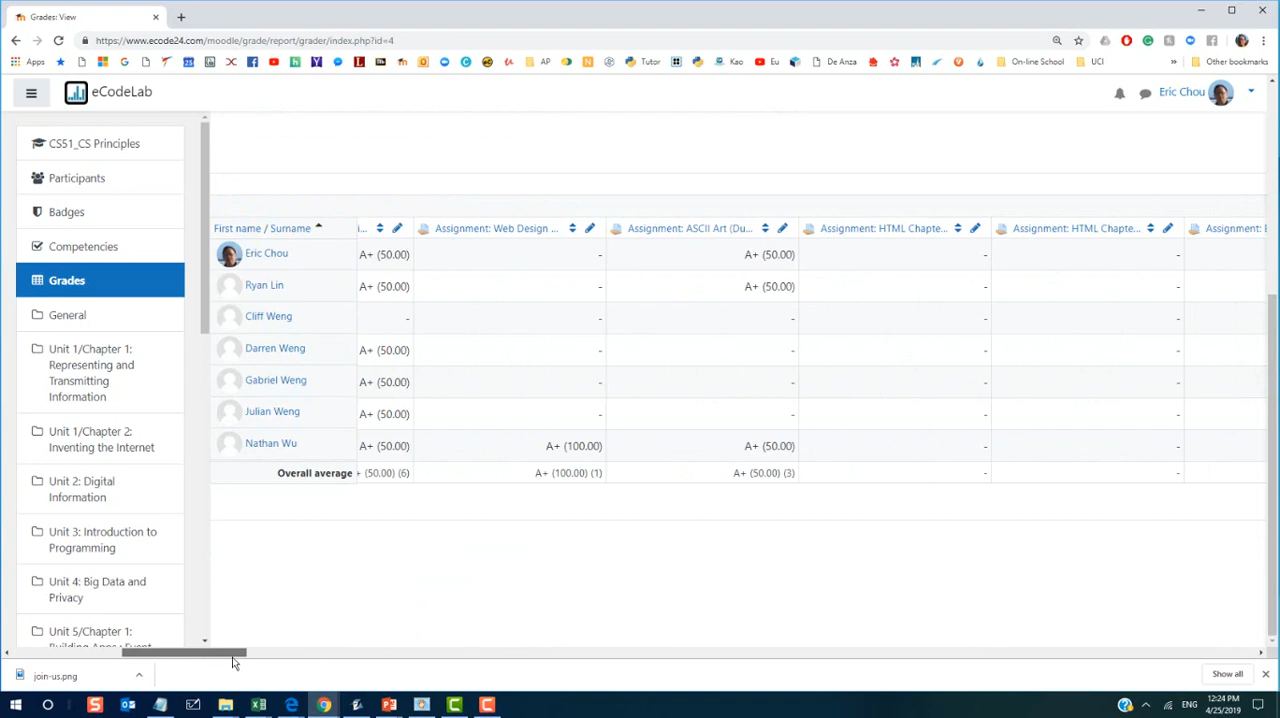 Grades: View
https://www.ecode24.com/moodle/grade/report/grader/index.php?id=4
Apps
AP
Tutor
Kao
Eu
De Anza
On-line School
UCI
Other bookmarks
eCodeLab
Eric Chou
CS51_CS Principles
Participants
Badges
Competencies
Grades
General
Unit 1/Chapter 1:
Representing and
Transmitting
Information
Unit 1/Chapter 2:
Inventing the Internet
Unit 2: Digital
Information
Unit 3: Introduction to
Programming
Unit 4: Big Data and
Privacy
Unit 5/Chapter 1:
Building Apps: Event
First name / Surname i... Assignment: Web Design ... Assignment: ASCII Art (Du... Assignment: HTML Chapte... Assignment: HTML Chapte... Assignment: E
Eric Chou A+ (50.00) - A+ (50.00) - -
Ryan Lin A+ (50.00) - A+ (50.00) - -
Cliff Weng - - - - -
Darren Weng A+ (50.00) - - - -
Gabriel Weng A+ (50.00) - - - -
Julian Weng A+ (50.00) - - - -
Nathan Wu A+ (50.00) A+ (100.00) A+ (50.00) - -
Overall average + (50.00) (6) A+ (100.00) (1) A+ (50.00) (3) - -
join-us.png
Show all
ENG
12:24 PM
4/25/2019